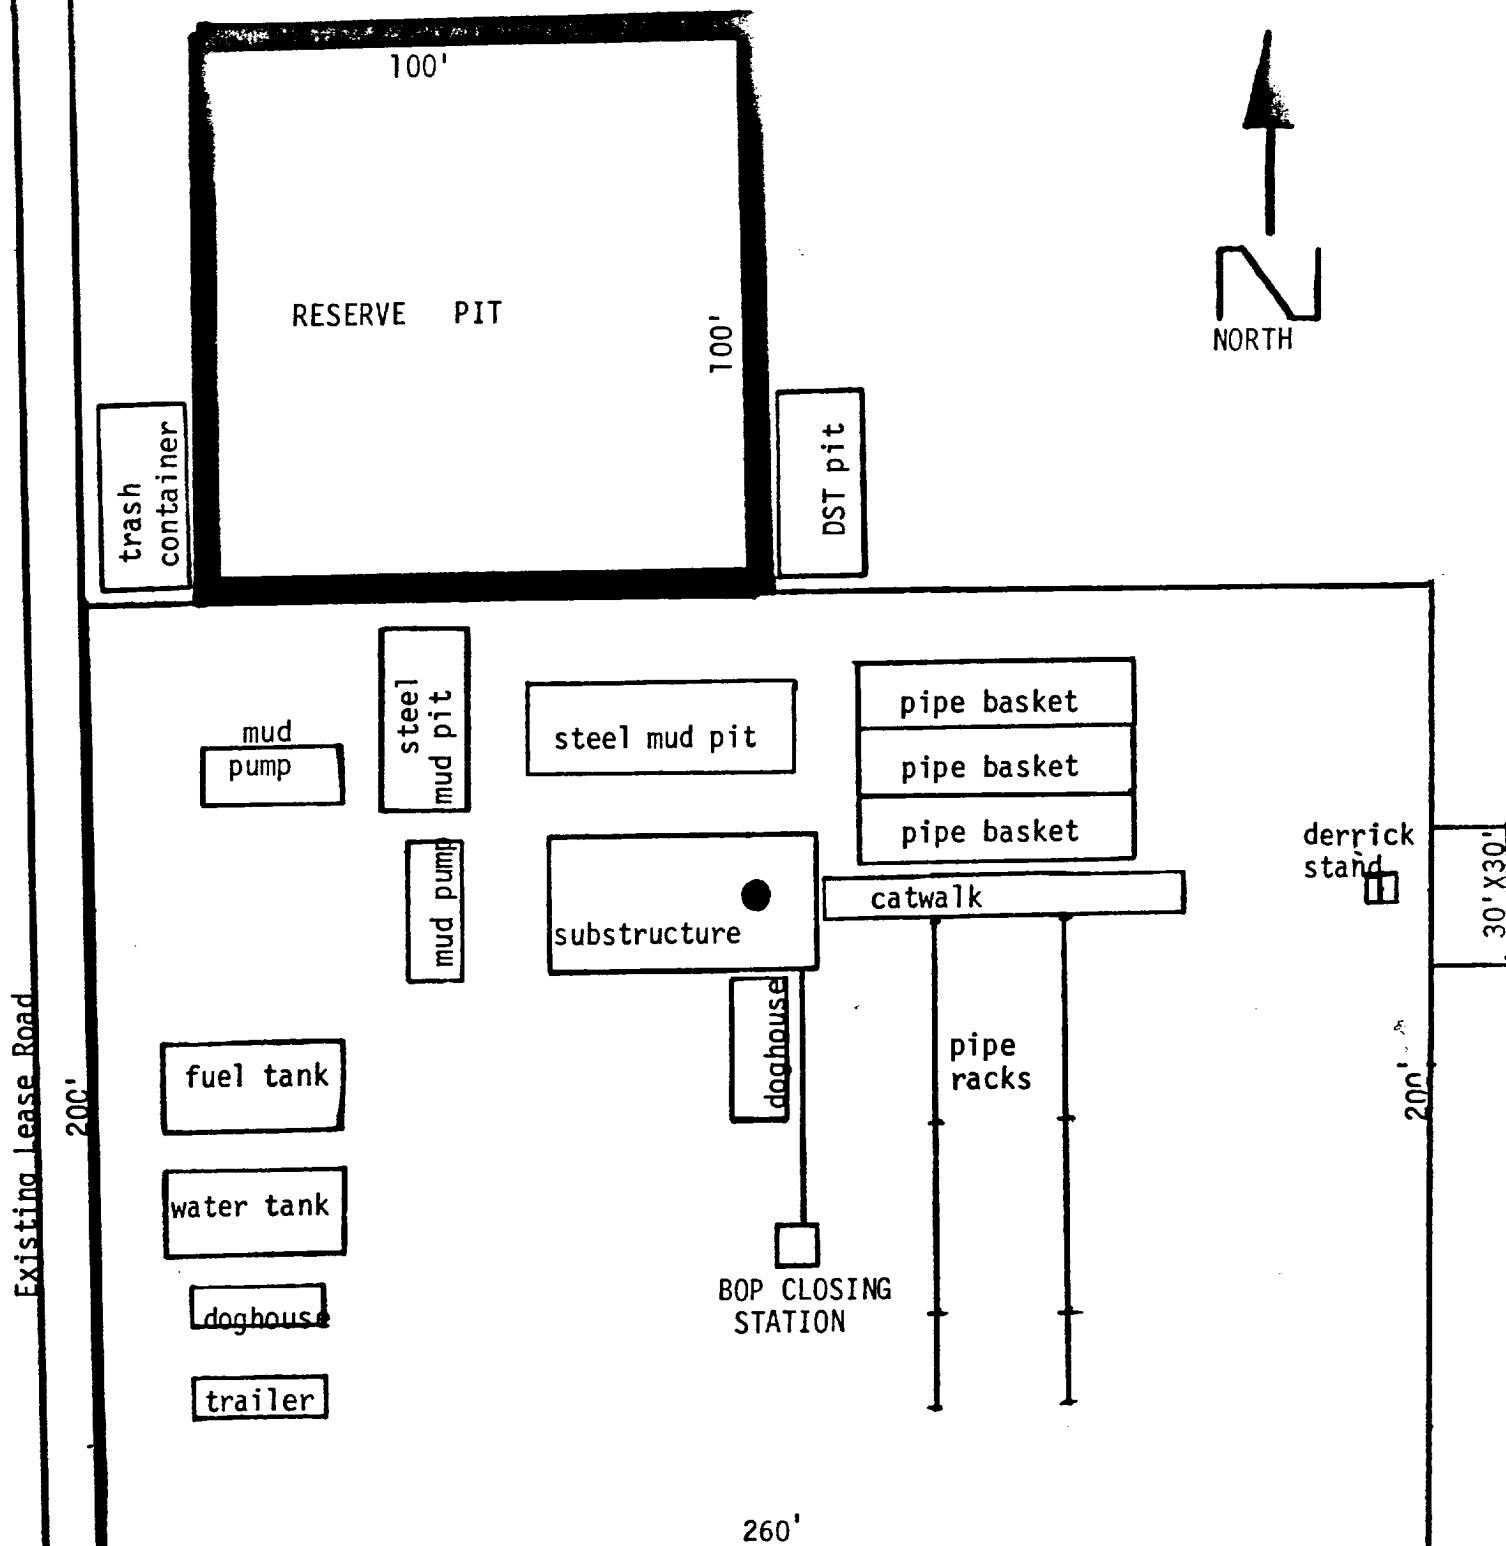 100'
RESERVE PIT
100'
N
NORTH
trash
container
DST pit
steel
mud pit
mud
pump
steel mud pit
pipe basket
pipe basket
pipe basket
mud pump
substructure
catwalk
derrick
stand
30'X30'
doghouse
pipe
racks
fuel tank
200'
200'
Existing Lease Road
water tank
BOP CLOSING
STATION
doghouse
trailer
260'